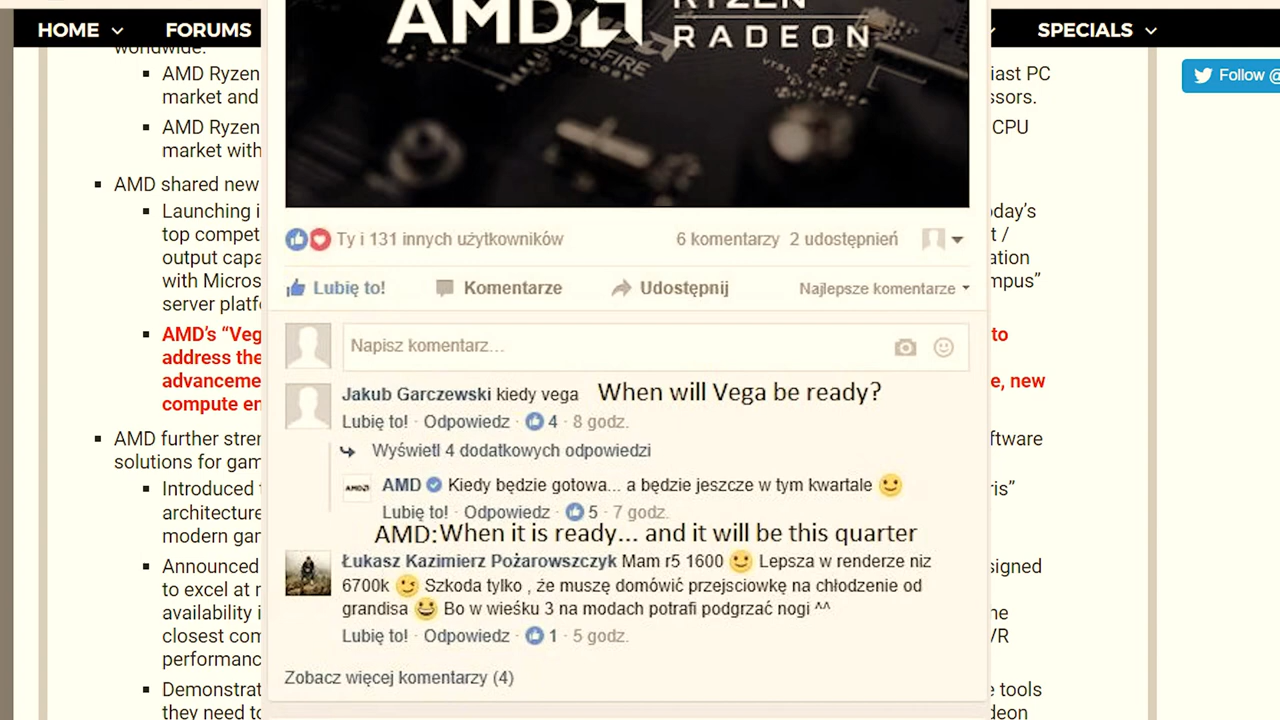 HOME FORUMS SPECIALS
Follow @
AMD RYZEN
RADEON
CROSSFIRE
TECHNOLOGY
worldwide.
AMD Ryzen
market and
AMD Ryzen
market with
AMD shared new
Launching i
top compet
output capa
with Micros
server platf
AMD's “Veg
address the
advanceme
compute en
AMD further stren
solutions for gam
Introduced t
architecture
modern gam
Announced
to excel at r
availability i
closest com
performanc
Demonstrat
they need to
Ty i 131 innych użytkowników 6 komentarzy 2 udostępnień
Lubię to! Komentarze Udostępnij Najlepsze komentarze
Napisz komentarz...
Jakub Garczewski kiedy vega When will Vega be ready?
Lubię to! · Odpowiedz · 4 · 8 godz.
Wyświetl 4 dodatkowych odpowiedzi
AMD AMD Kiedy będzie gotowa... a będzie jeszcze w tym kwartale
Lubię to! · Odpowiedz · 5 · 7 godz.
AMD:When it is ready... and it will be this quarter
Łukasz Kazimierz Pożarowszczyk Mam r5 1600 Lepsza w renderze niz
6700k Szkoda tylko , że muszę domówić przejsciowkę na chłodzenie od
grandisa Bo w wieśku 3 na modach potrafi podgrzać nogi ^^
Lubię to! · Odpowiedz · 1 · 5 godz.
Zobacz więcej komentarzy (4)
iast PC
ssors.
CPU
oday's
t /
ation
mpus”
to
e, new
oftware
ris”
signed
ne
VR
e tools
deon